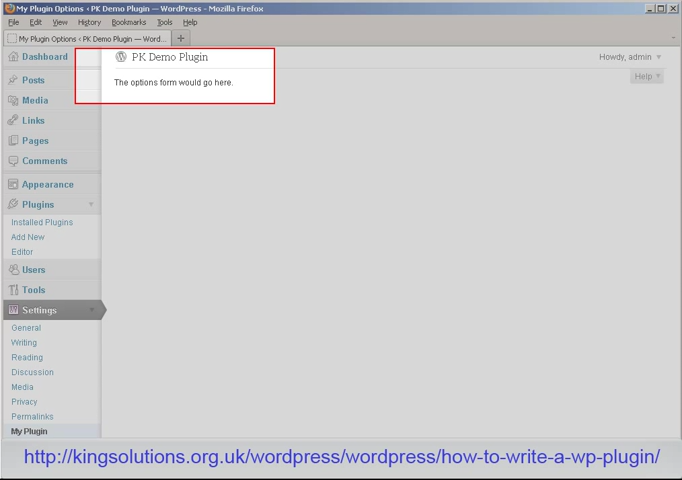 My Plugin Options ‹ PK Demo Plugin — WordPress - Mozilla Firefox
File Edit View History Bookmarks Tools Help
My Plugin Options ‹ PK Demo Plugin — Word... +
Dashboard
PK Demo Plugin
Howdy, admin
Posts
The options form would go here.
Help
Media
Links
Pages
Comments
Appearance
Plugins
Installed Plugins
Add New
Editor
Users
Tools
Settings
General
Writing
Reading
Discussion
Media
Privacy
Permalinks
My Plugin
http://kingsolutions.org.uk/wordpress/wordpress/how-to-write-a-wp-plugin/